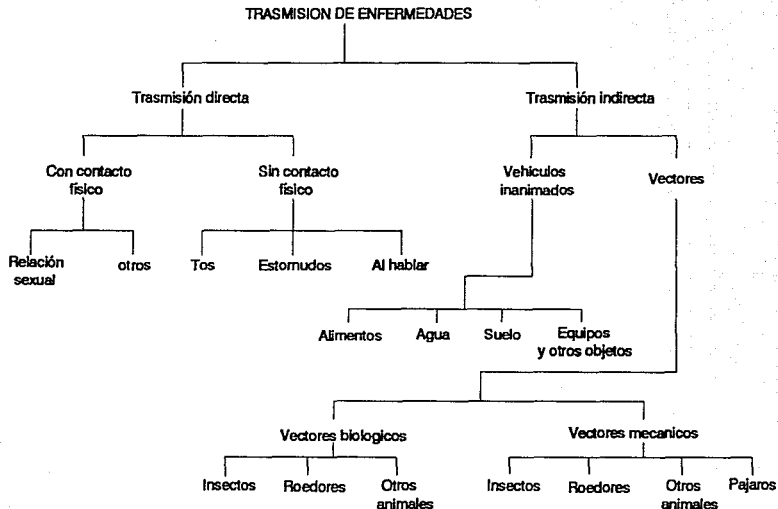 TRASMISION DE ENFERMEDADES
Trasmisión directa
Trasmisión indirecta
Con contacto
físico
Sin contacto
físico
Vehiculos
inanimados
Vectores
Relación
sexual
otros
Tos
Estornudos
Al hablar
Alimentos
Agua
Suelo
Equipos
y otros objetos
Vectores biologicos
Vectores mecanicos
Insectos
Roedores
Otros
animales
Insectos
Roedores
Otros
animales
Pajaros